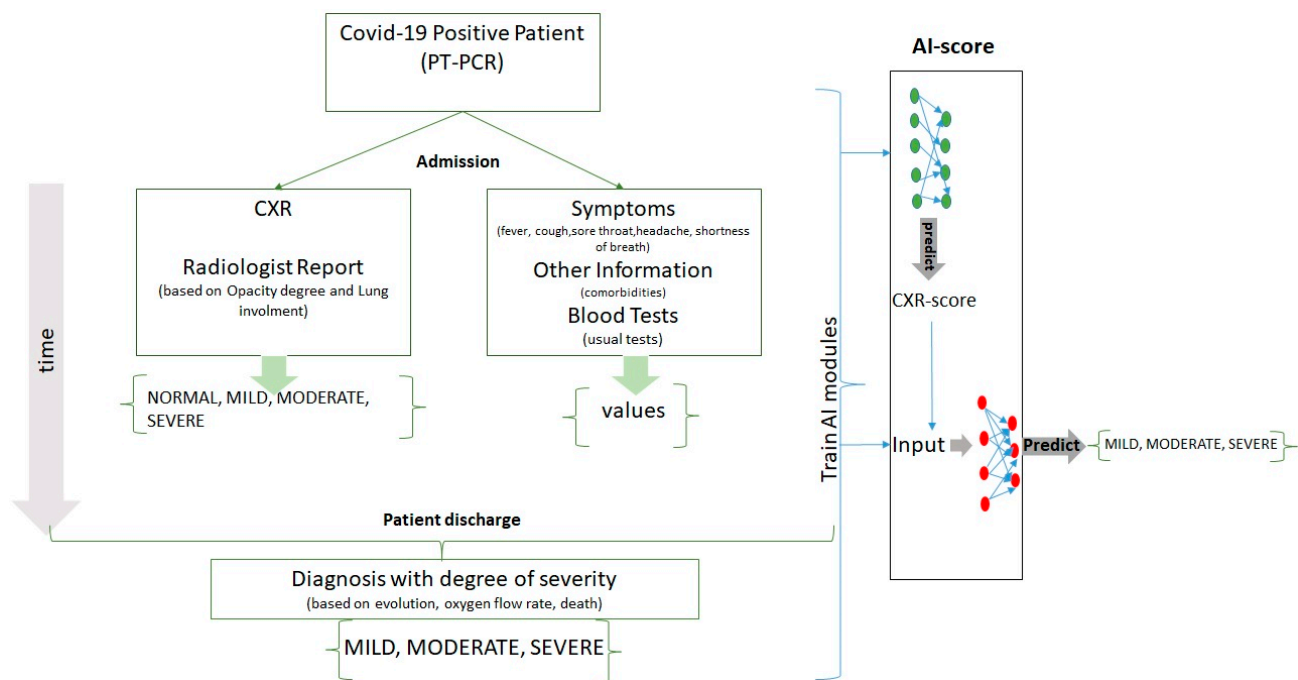 Covid-19 Positive Patient
(PT-PCR)
Admission
CXR
Radiologist Report
(based on Opacity degree and Lung
involment)
NORMAL, MILD, MODERATE,
SEVERE
Symptoms
(fever, cough,sore throat,headache, shortness
of breath)
Other Information
(comorbidities)
Blood Tests
(usual tests)
values
time
Patient discharge
Diagnosis with degree of severity
(based on evolution, oxygen flow rate, death)
MILD, MODERATE, SEVERE
Train AI modules
AI-score
predict
CXR-score
Input
Predict
MILD, MODERATE, SEVERE